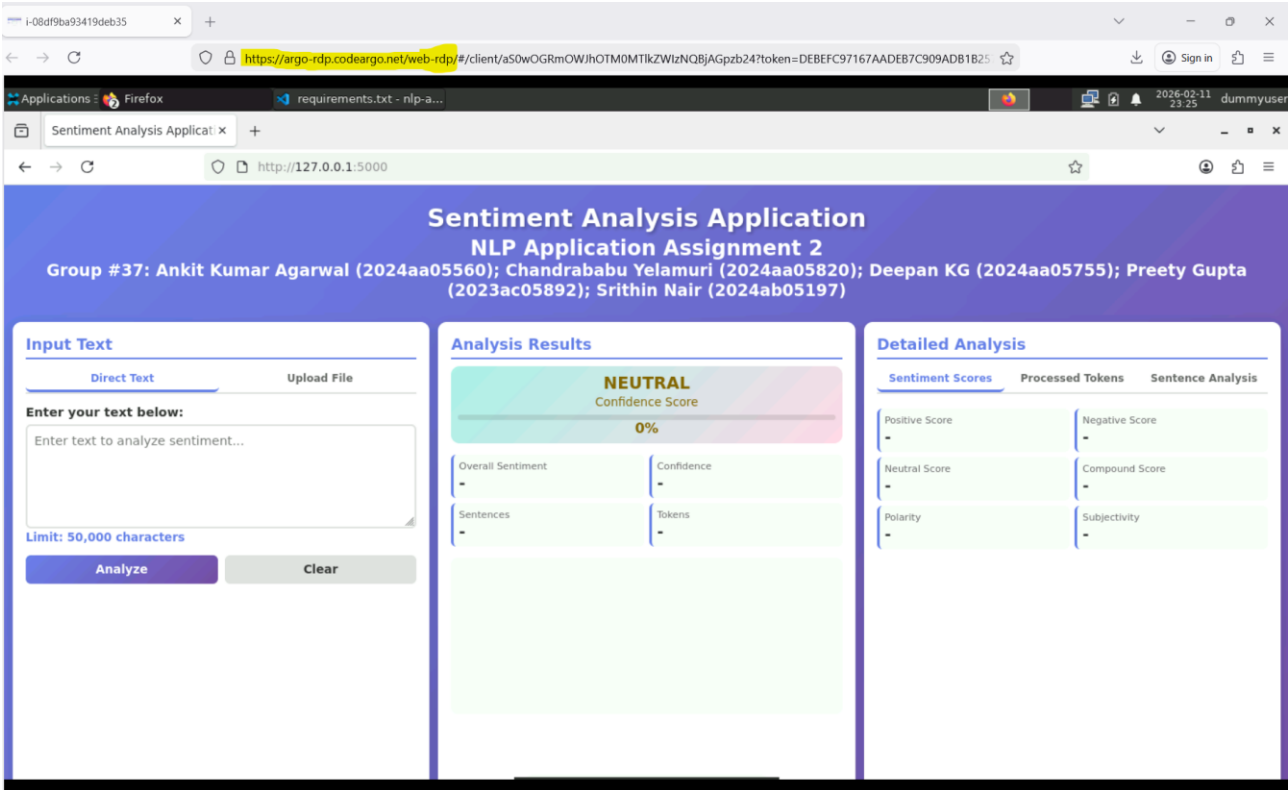 i-08df9ba93419deb35
https://argo-rdp.codeargo.net/web-rdp/#/client/aS0wOGRmOWJhOTM0MTlkZWIzNQBjAGpzb24?token=DEBEFC97167AADEB7C909ADB1B25
Sign in
Applications
Firefox
requirements.txt - nlp-a...
2026-02-11
23:25
dummyuser
Sentiment Analysis Applicati
http://127.0.0.1:5000
Sentiment Analysis Application
NLP Application Assignment 2
Group #37: Ankit Kumar Agarwal (2024aa05560); Chandrababu Yelamuri (2024aa05820); Deepan KG (2024aa05755); Preety Gupta
(2023ac05892); Srithin Nair (2024ab05197)
Input Text
Direct Text
Upload File
Enter your text below:
Enter text to analyze sentiment...
Limit: 50,000 characters
Analyze
Clear
Analysis Results
NEUTRAL
Confidence Score
0%
Overall Sentiment
-
Confidence
-
Sentences
-
Tokens
-
Detailed Analysis
Sentiment Scores
Processed Tokens
Sentence Analysis
Positive Score
-
Negative Score
-
Neutral Score
-
Compound Score
-
Polarity
-
Subjectivity
-